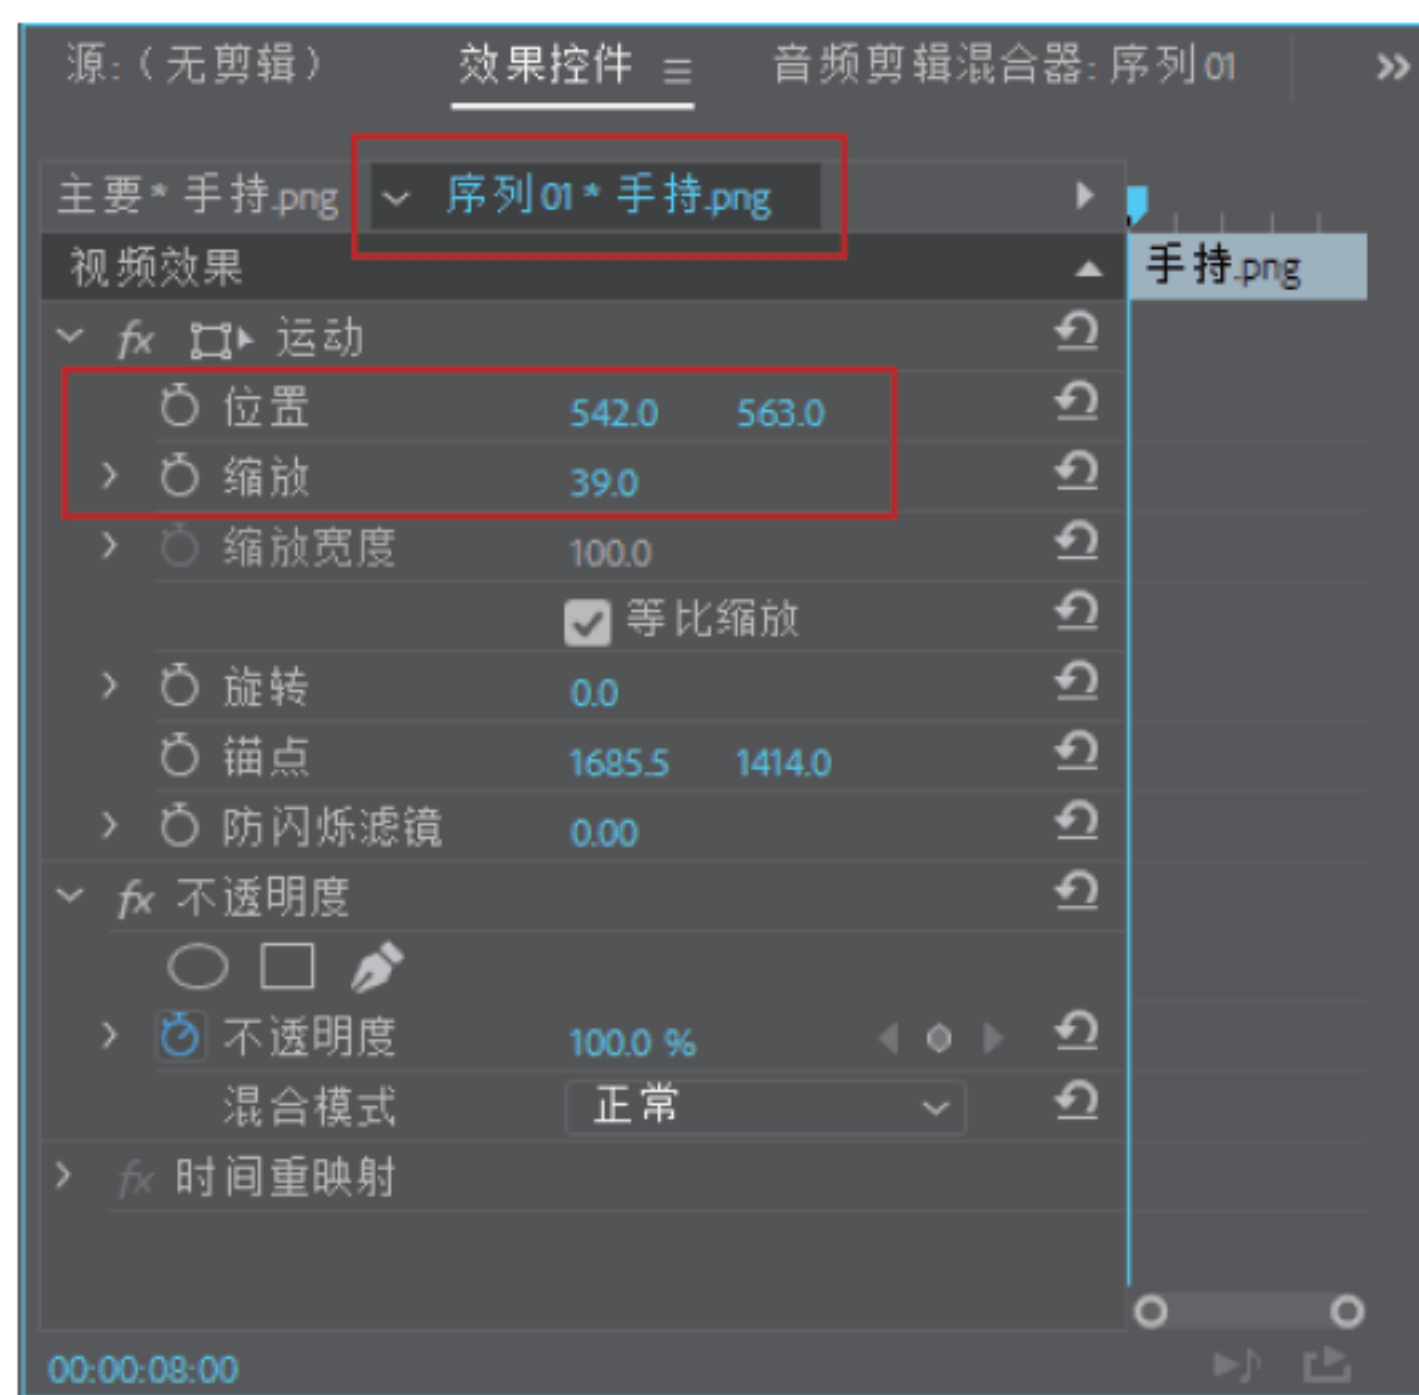 源:（无剪辑） 效果控件 音频剪辑混合器: 序列 01 »
主要* 手持.png 序列 01 * 手持.png
视频效果 手持.png
fx 运动
位置 542.0 563.0
缩放 39.0
缩放宽度 100.0
等比缩放
旋转 0.0
锚点 1685.5 1414.0
防闪烁滤镜 0.00
fx 不透明度
不透明度 100.0 %
混合模式 正常
fx 时间重映射
00:00:08:00